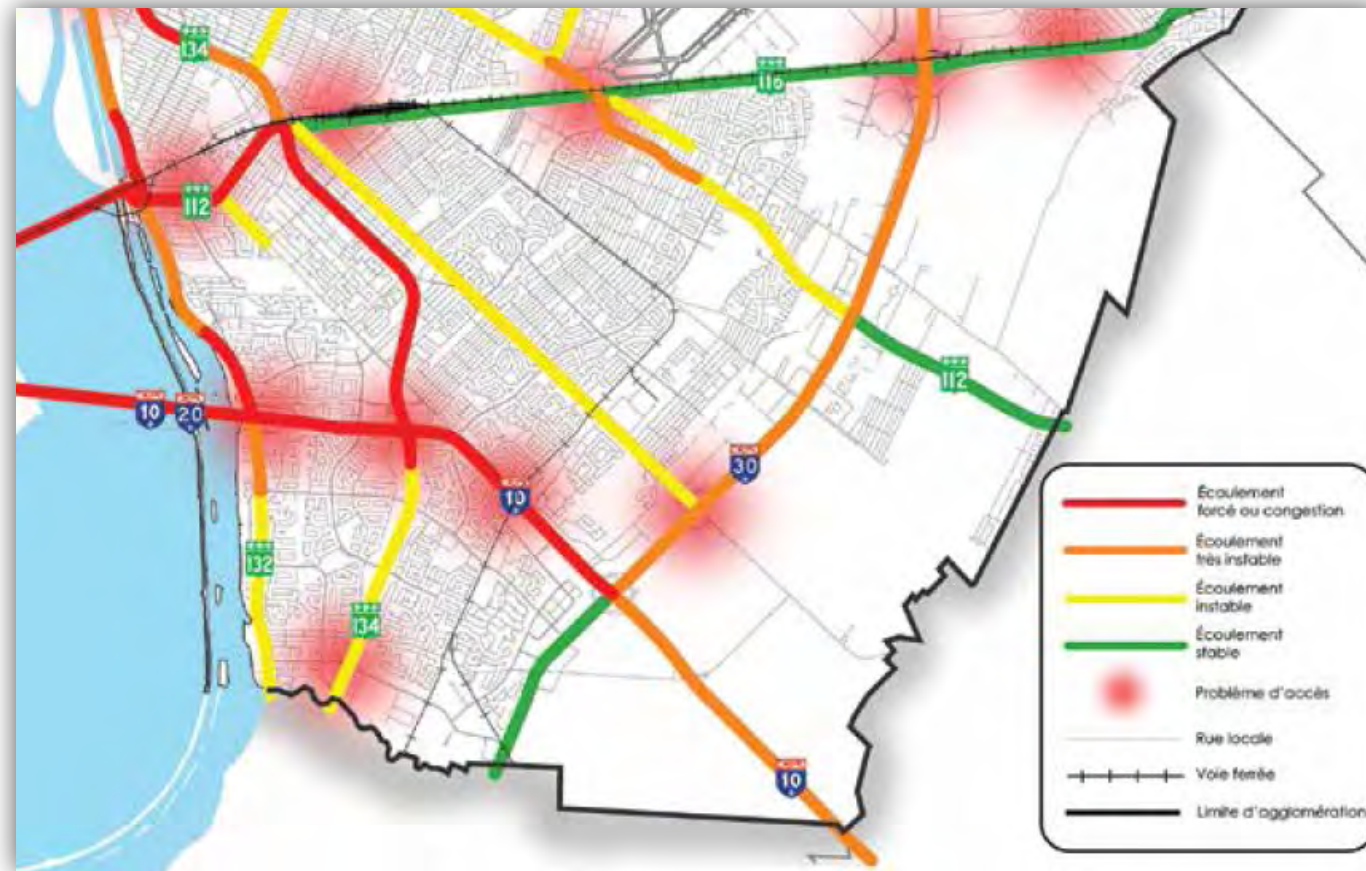 134
116
112
10
20
112
30
10
132
134
10
Écoulement
forcé ou congestion
Écoulement
très instable
Écoulement
instable
Écoulement
stable
Problème d'accès
Rue locale
Voie ferrée
Limite d'agglomération